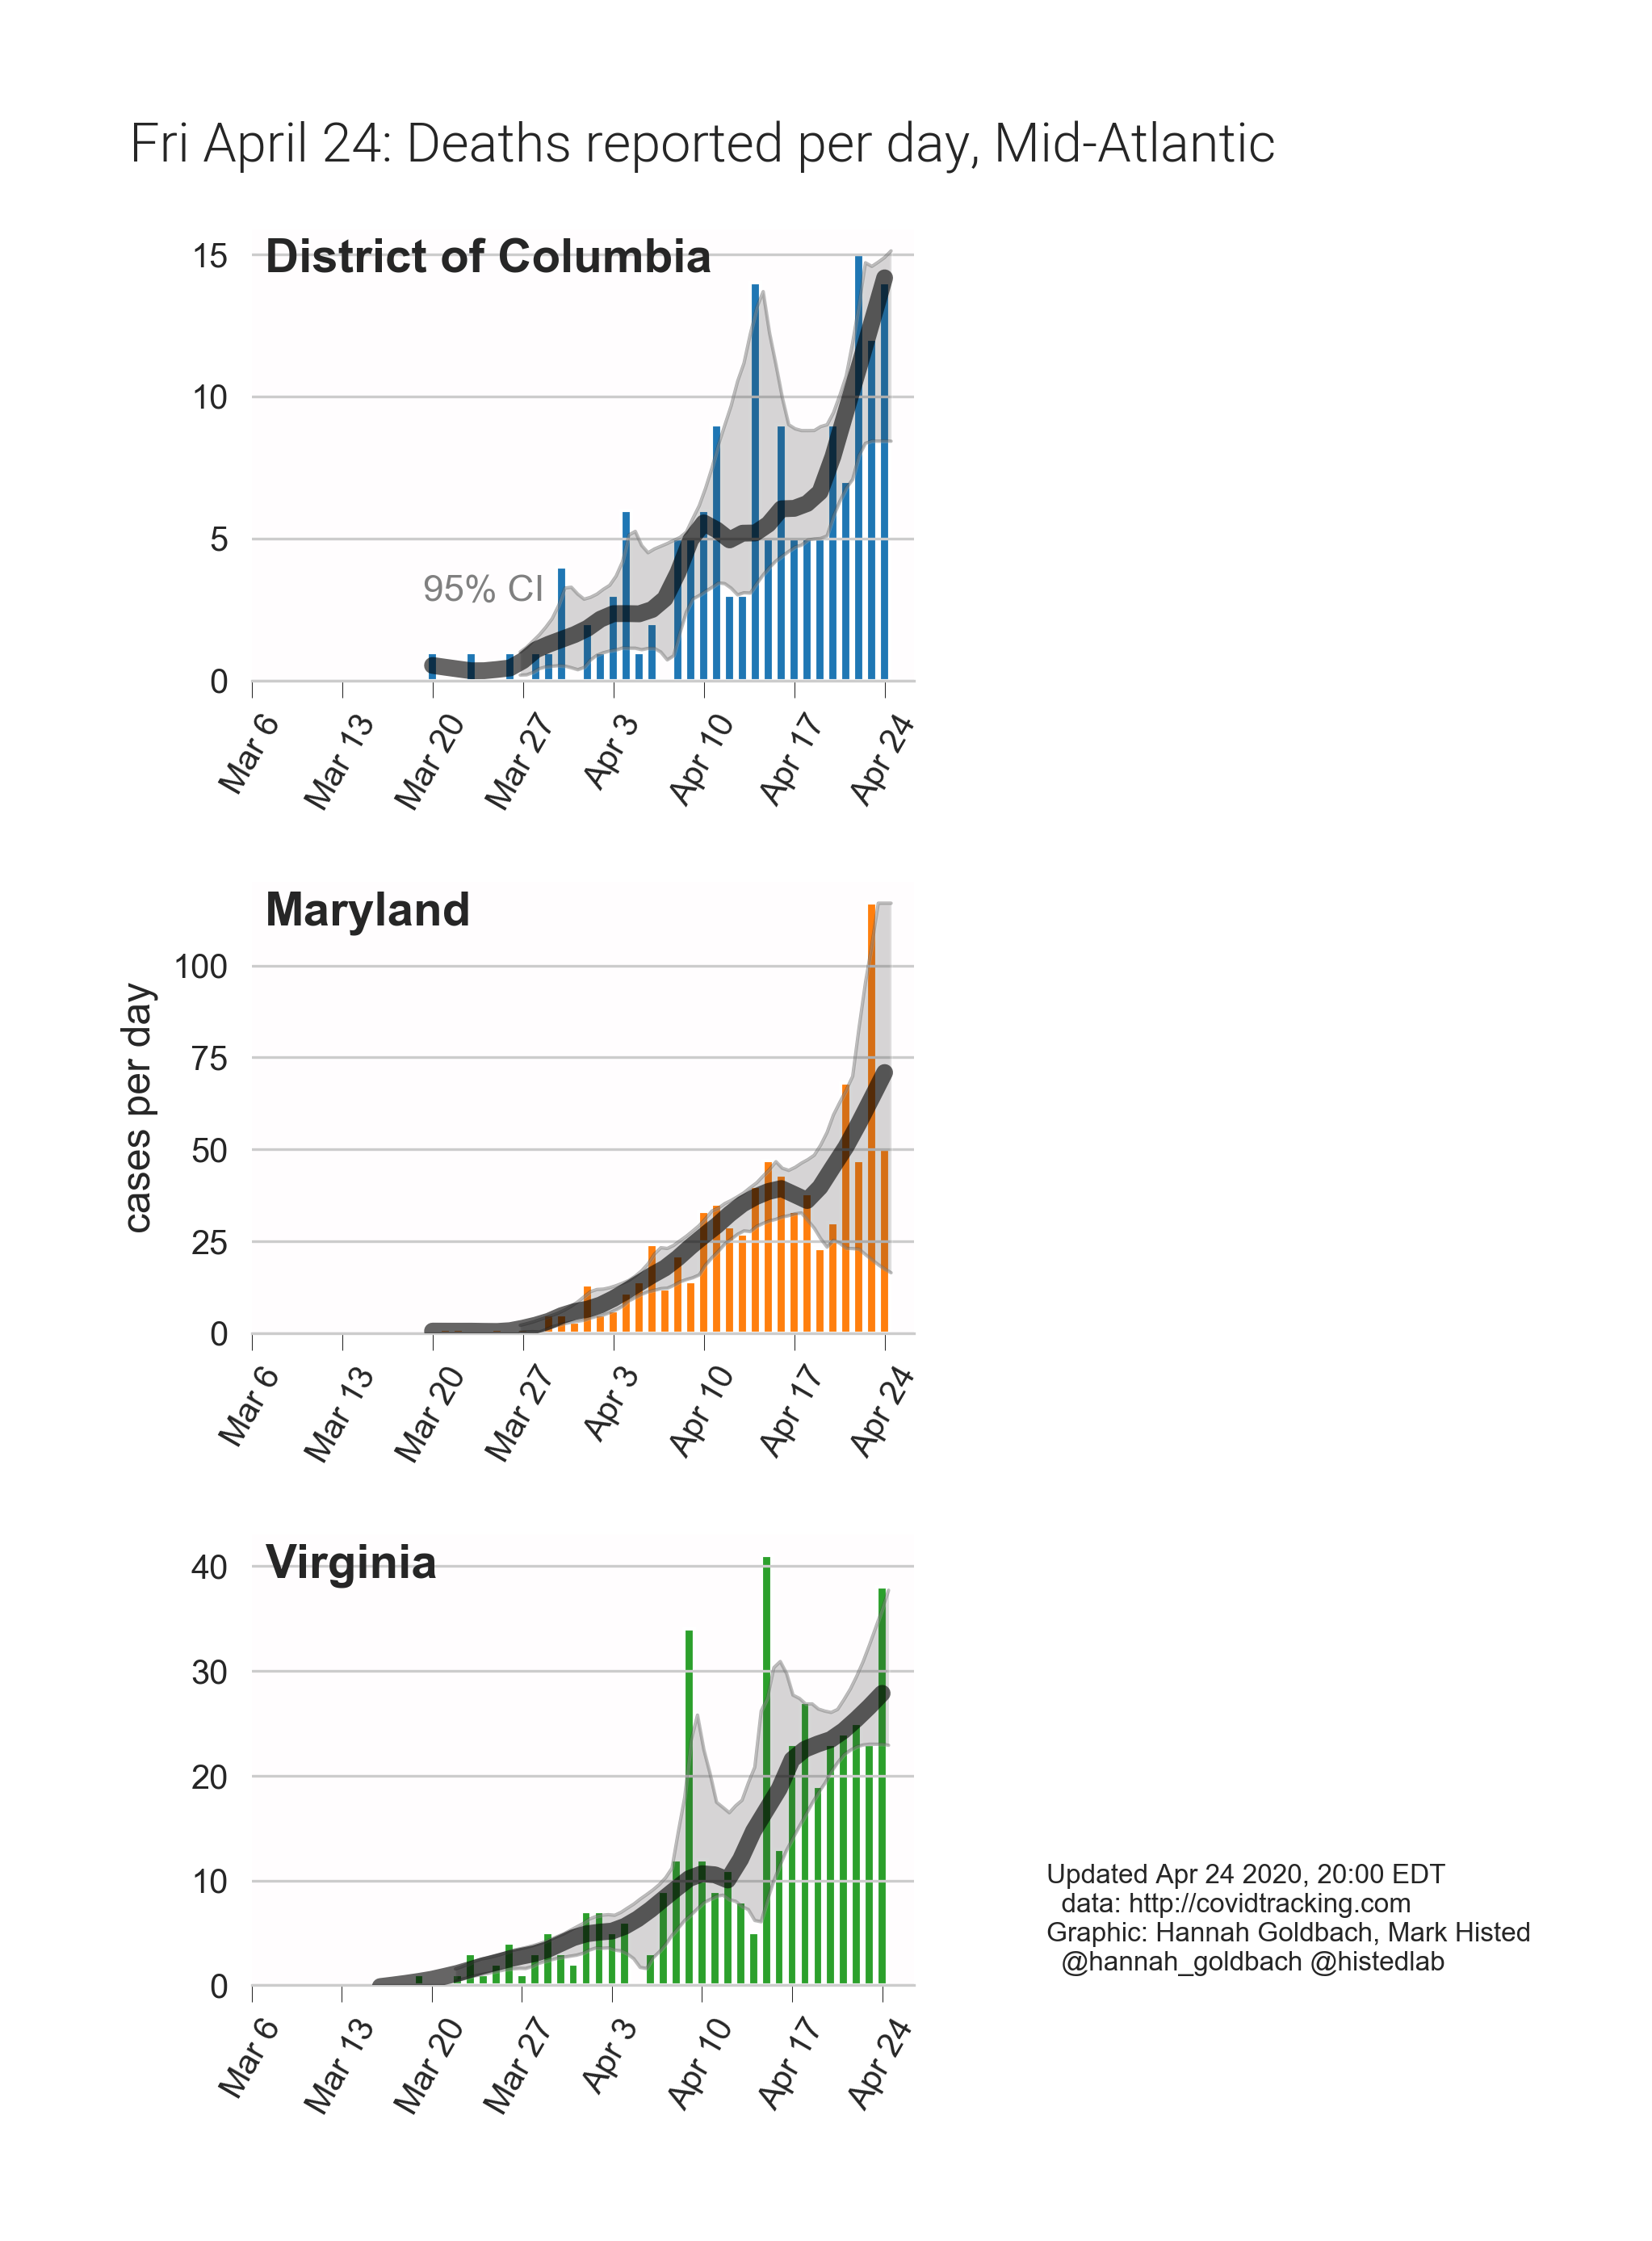 Fri April 24: Deaths reported per day, Mid-Atlantic
District of Columbia
15
10
5
0
95% CI
Mar 6
Mar 13
Mar 20
Mar 27
Apr 3
Apr 10
Apr 17
Apr 24
Maryland
cases per day
100
75
50
25
0
Mar 6
Mar 13
Mar 20
Mar 27
Apr 3
Apr 10
Apr 17
Apr 24
Virginia
40
30
20
10
0
Mar 6
Mar 13
Mar 20
Mar 27
Apr 3
Apr 10
Apr 17
Apr 24
Updated Apr 24 2020, 20:00 EDT
data: http://covidtracking.com
Graphic: Hannah Goldbach, Mark Histed
@hannah_goldbach @histedlab